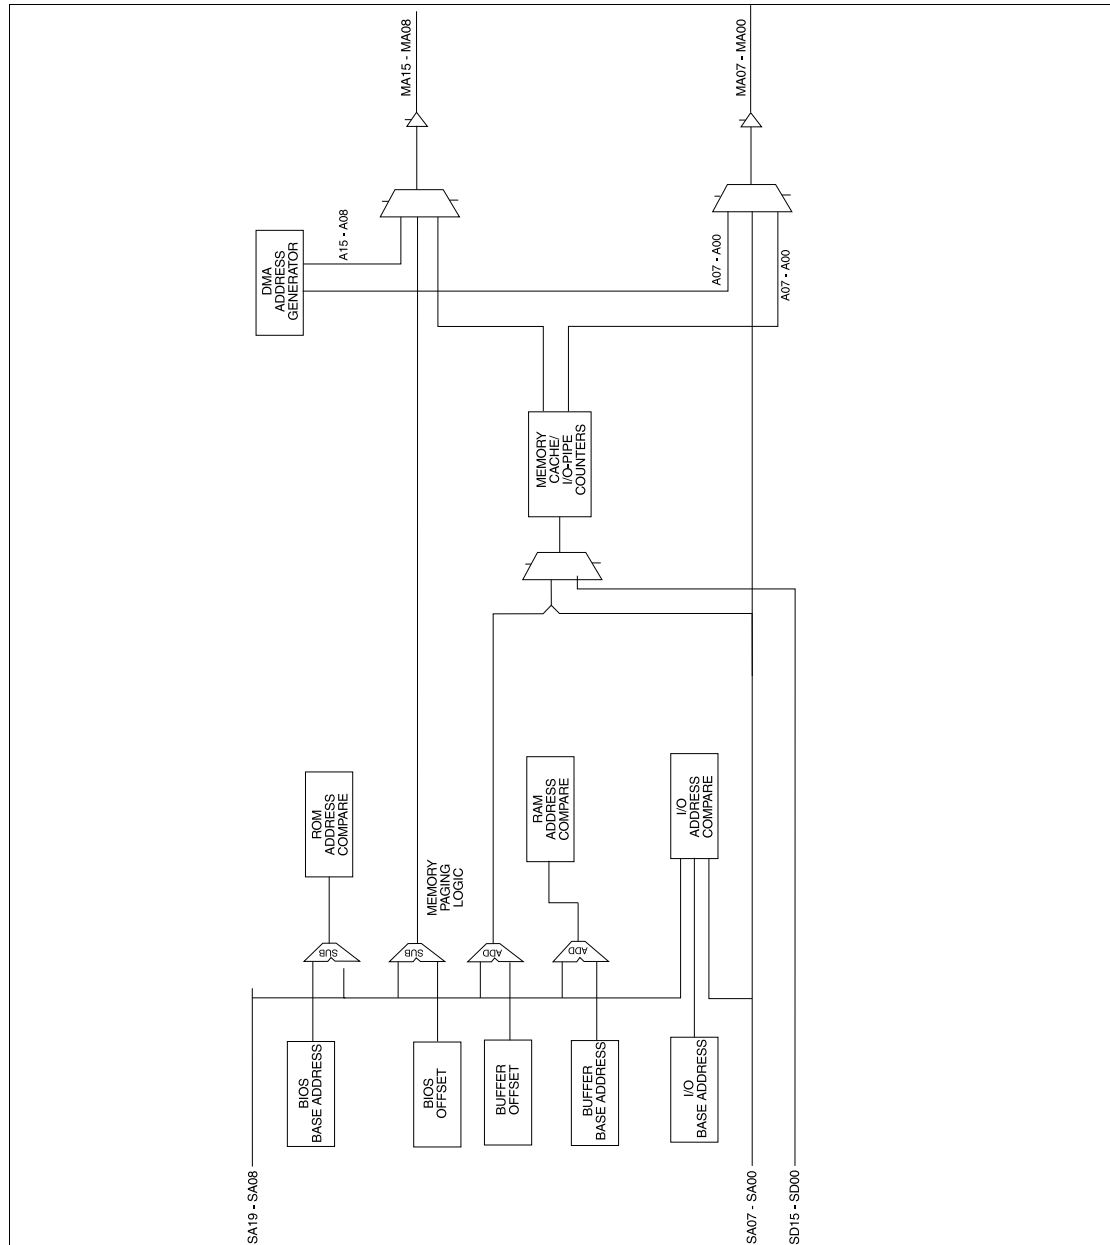 MA15 - MA08
MA07 - MA00
DMA
ADDRESS
GENERATOR
A15 - A08
A07 - A00
A07 - A00
MEMORY
CACHE/
I/O-PIPE
COUNTERS
ROM
ADDRESS
COMPARE
MEMORY
PAGING
LOGIC
RAM
ADDRESS
COMPARE
I/O
ADDRESS
COMPARE
SUB
SUB
ADD
ADD
BIOS
BASE ADDRESS
BIOS
OFFSET
BUFFER
OFFSET
BUFFER
BASE ADDRESS
I/O
BASE ADDRESS
SA19 - SA08
SA07 - SA00
SD15 - SD00